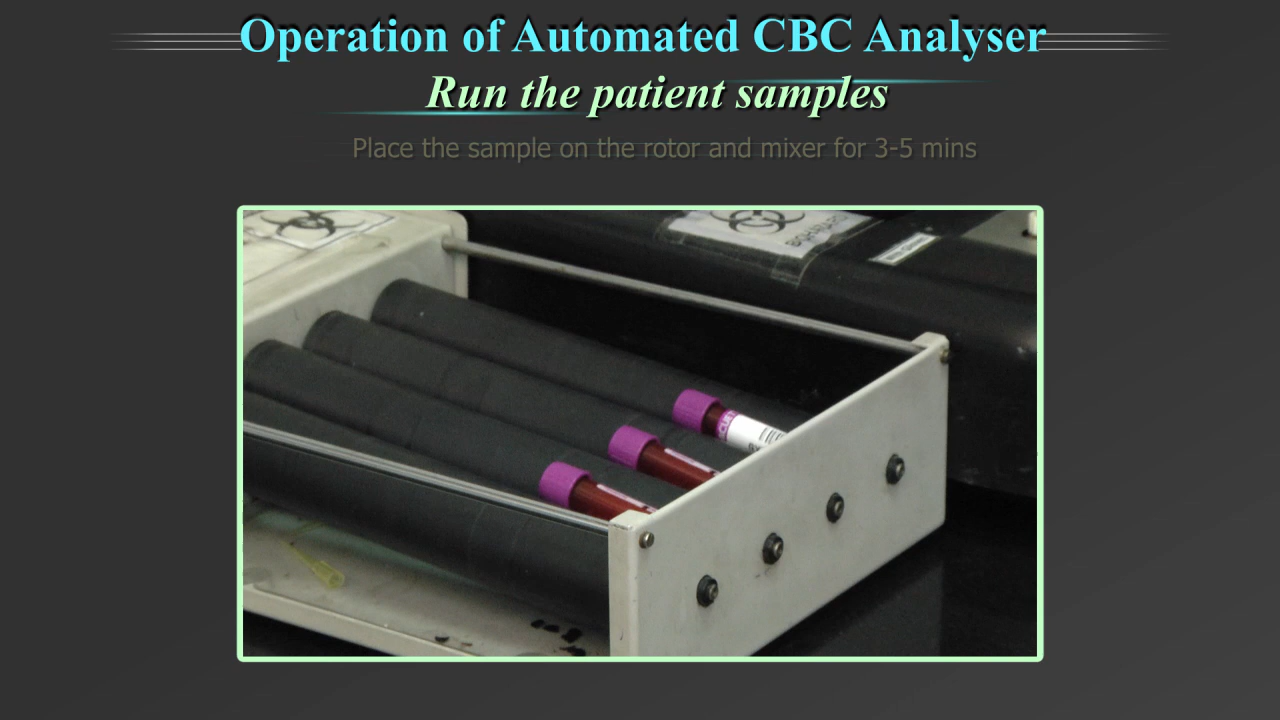 Operation of Automated CBC Analyser
Run the patient samples
Place the sample on the rotor and mixer for 3-5 mins
BIOHAZARD